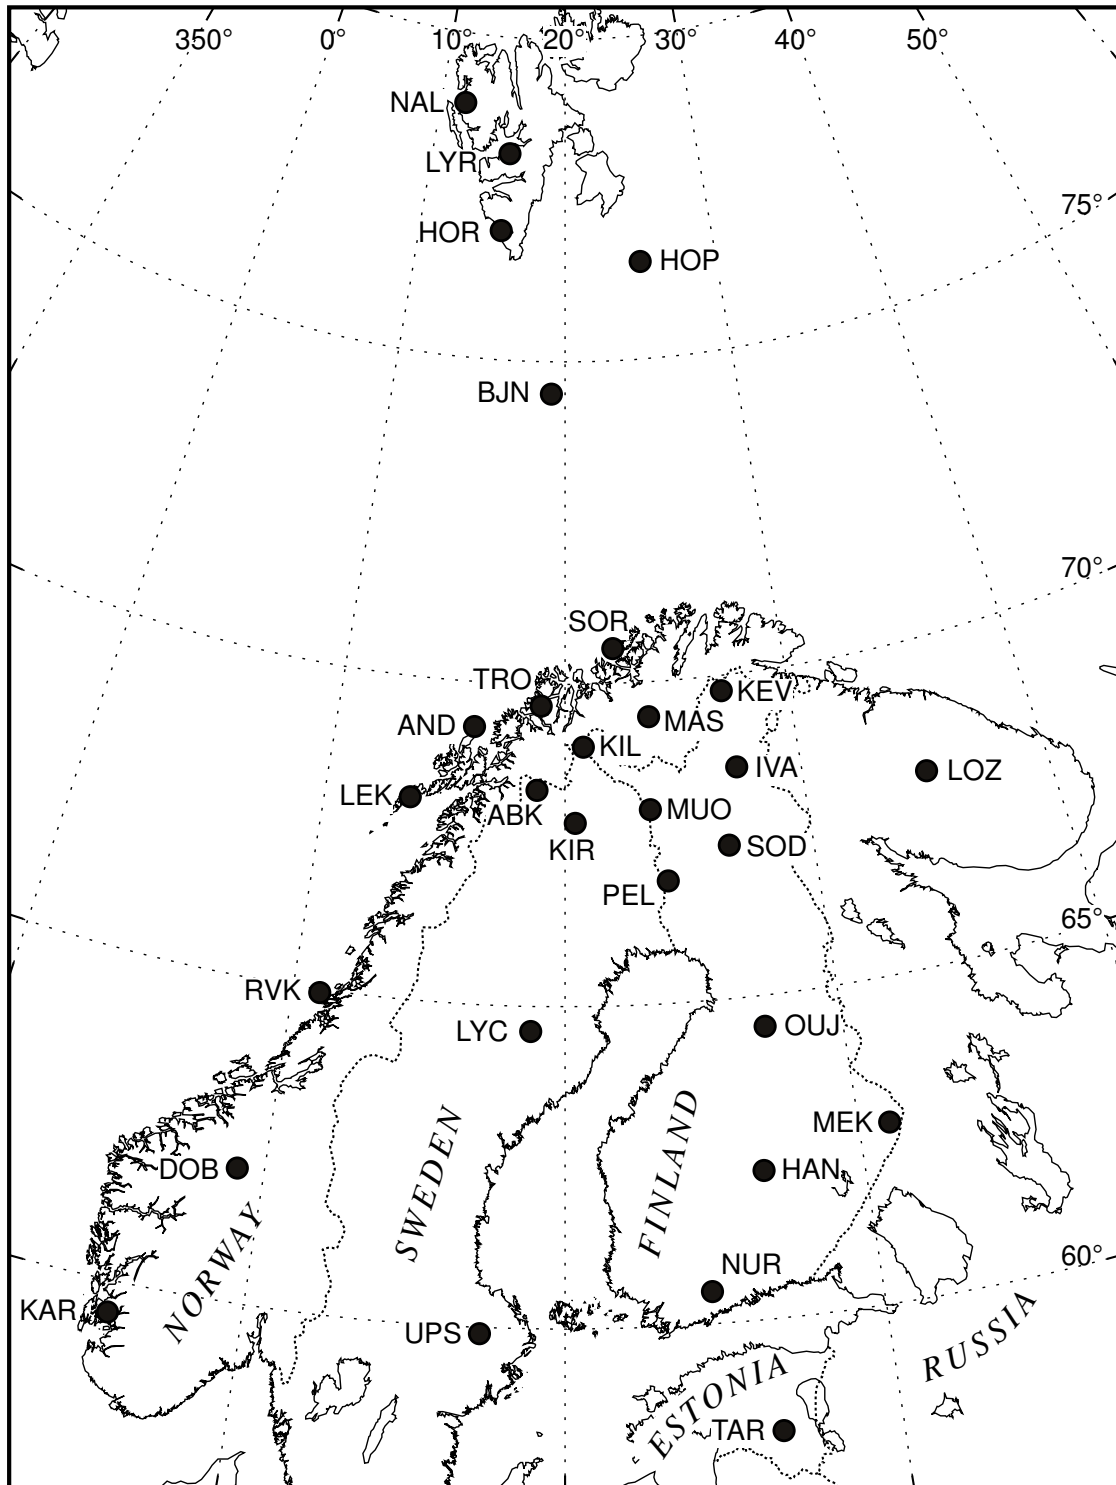 350° 0° 10° 20° 30° 40° 50°
NAL
LYR
75°
HOR
HOP
BJN
70°
SOR
TRO
KEV
AND
MAS
KIL
IVA
LOZ
LEK
ABK
MUO
KIR
SOD
PEL
65°
RVK
LYC
OUJ
MEK
DOB
HAN
SWEDEN
FINLAND
NORWAY
60°
NUR
KAR
UPS
RUSSIA
ESTONIA
TAR